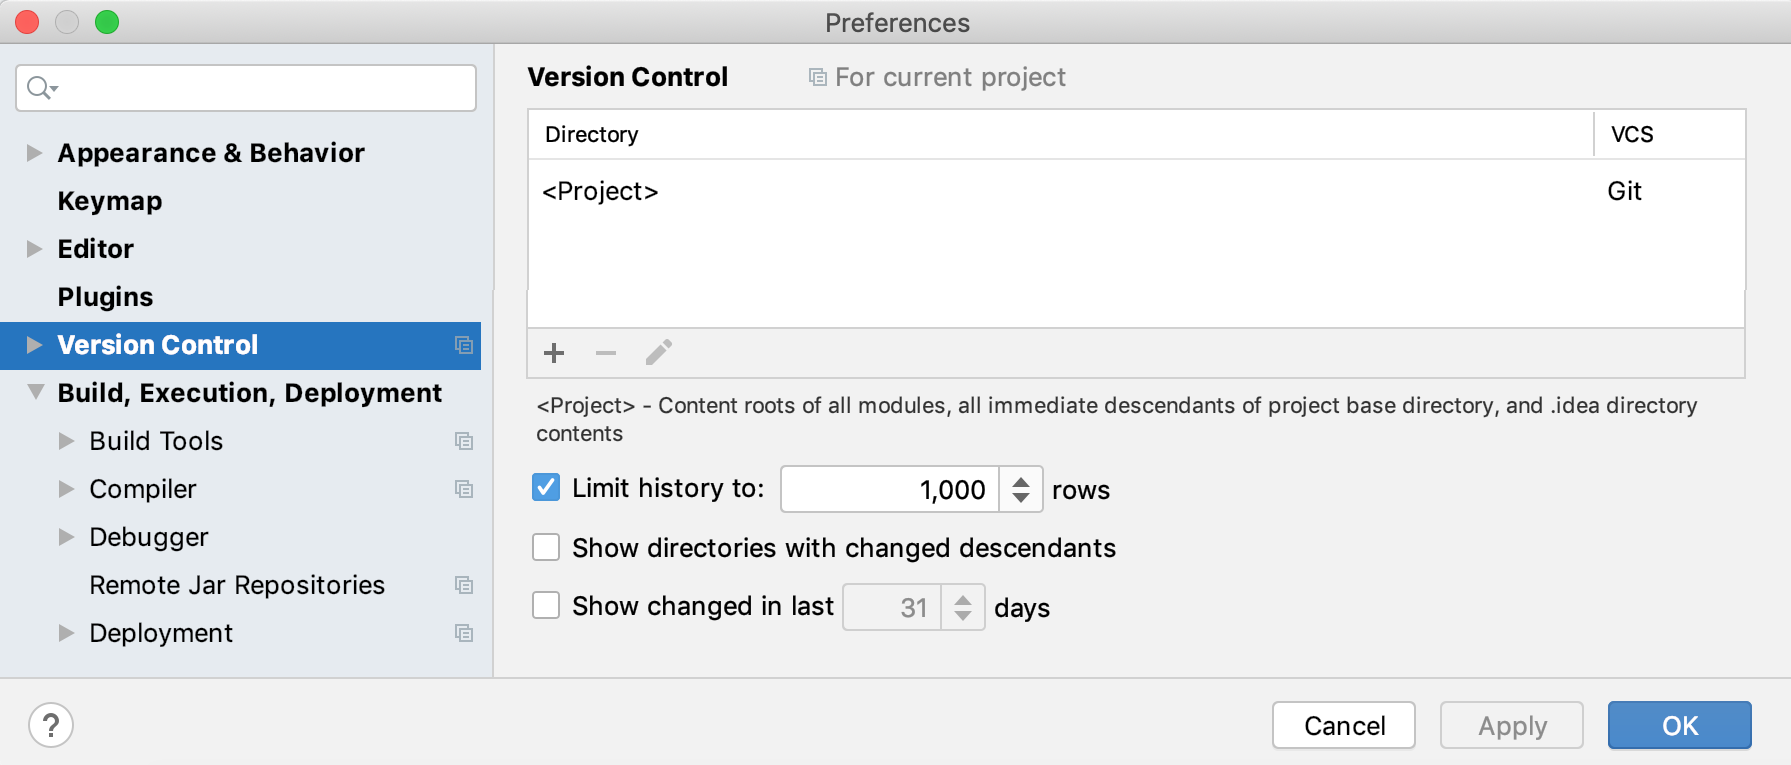 Preferences
Version Control
For current project
Appearance & Behavior
Keymap
Editor
Plugins
Version Control
Build, Execution, Deployment
Build Tools
Compiler
Debugger
Remote Jar Repositories
Deployment
Directory
VCS
<Project>
Git
<Project> - Content roots of all modules, all immediate descendants of project base directory, and .idea directory
contents
Limit history to: 1,000 rows
Show directories with changed descendants
Show changed in last 31 days
?
Cancel
Apply
OK